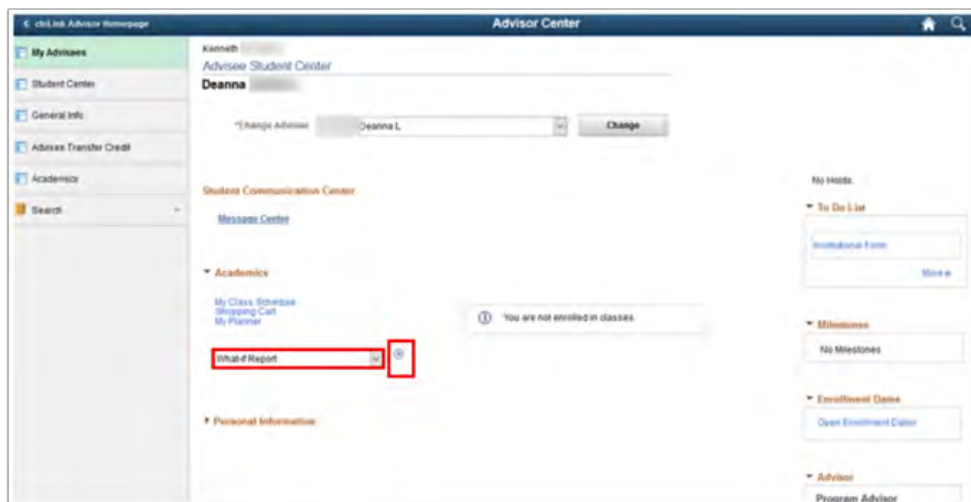 ctcLink Advisor Homepage
Advisor Center
My Advisees
Student Center
General Info
Advisee Transfer Credit
Academics
Search
Kenneth
Advisee Student Center
Deanna
*Change Advisee
Deanna L
Change
Student Communication Center
Message Center
Academics
My Class Schedule
Shopping Cart
My Planner
What-if Report
You are not enrolled in classes.
Personal Information
No Holds.
To Do List
Institutional Form
More
Milestones
No Milestones
Enrollment Dates
Open Enrollment Dates
Advisor
Program Advisor